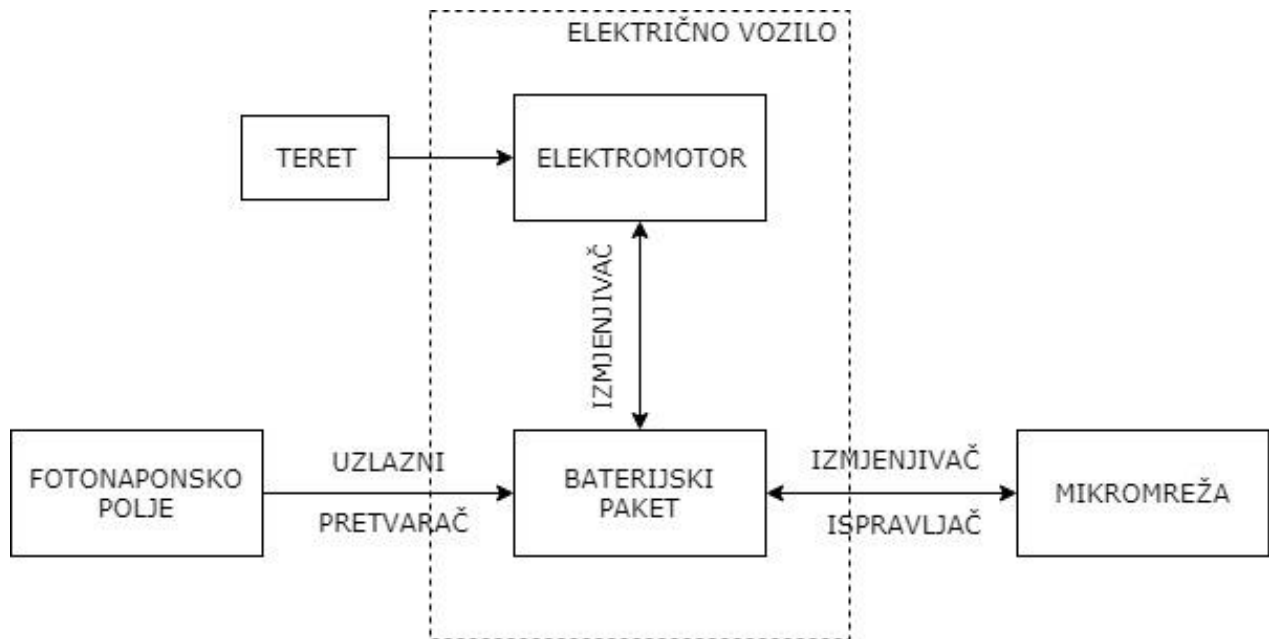 ELEKTRIČNO VOZILO
TERET
ELEKTROMOTOR
IZMJENJIVAČ
FOTONAPONSKO
POLJE
UZLAZNI
PRETVARAČ
BATERIJSKI
PAKET
IZMJENJIVAČ
ISPRAVLJAČ
MIKROMREŽA